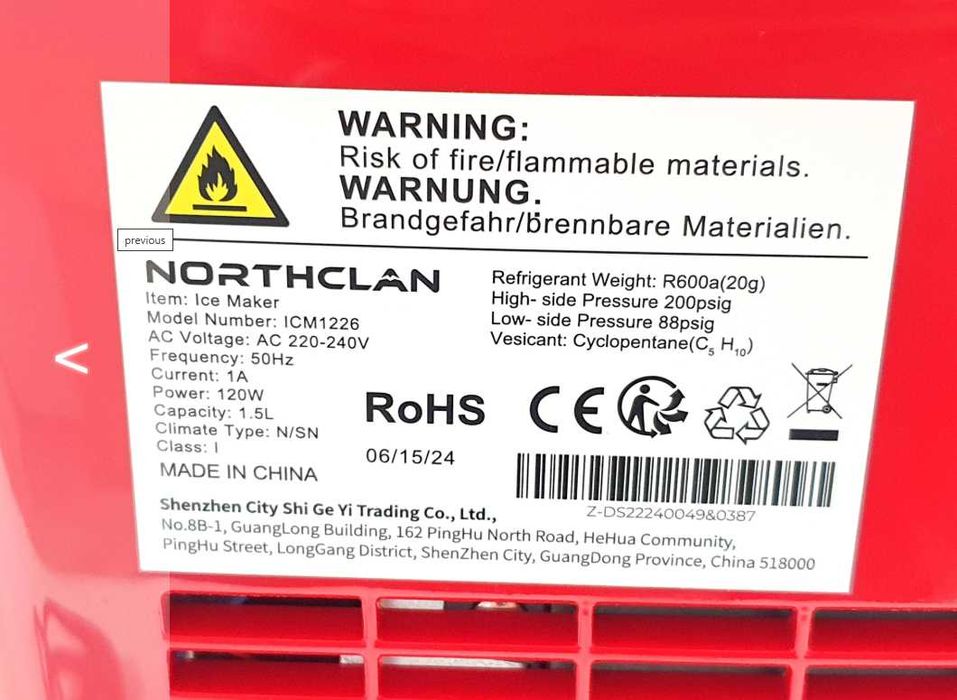 WARNING:
Risk of fire/flammable materials.
WARNUNG.
Brandgefahr/brennbare Materialien.
previous
<
NORTHCLAN
Item: Ice Maker
Model Number: ICM1226
AC Voltage: AC 220-240V
Frequency: 50Hz
Current: 1A
Power: 120W
Capacity: 1.5L
Climate Type: N/SN
Class: I
MADE IN CHINA
Refrigerant Weight: R600a(20g)
High- side Pressure 200psig
Low- side Pressure 88psig
Vesicant: Cyclopentane(C₅ H₁₀)
RoHS
CE
06/15/24
Z-DS22240049&0387
Shenzhen City Shi Ge Yi Trading Co., Ltd.,
No.8B-1, GuangLong Building, 162 PingHu North Road, HeHua Community,
PingHu Street, LongGang District, ShenZhen City, GuangDong Province, China 518000